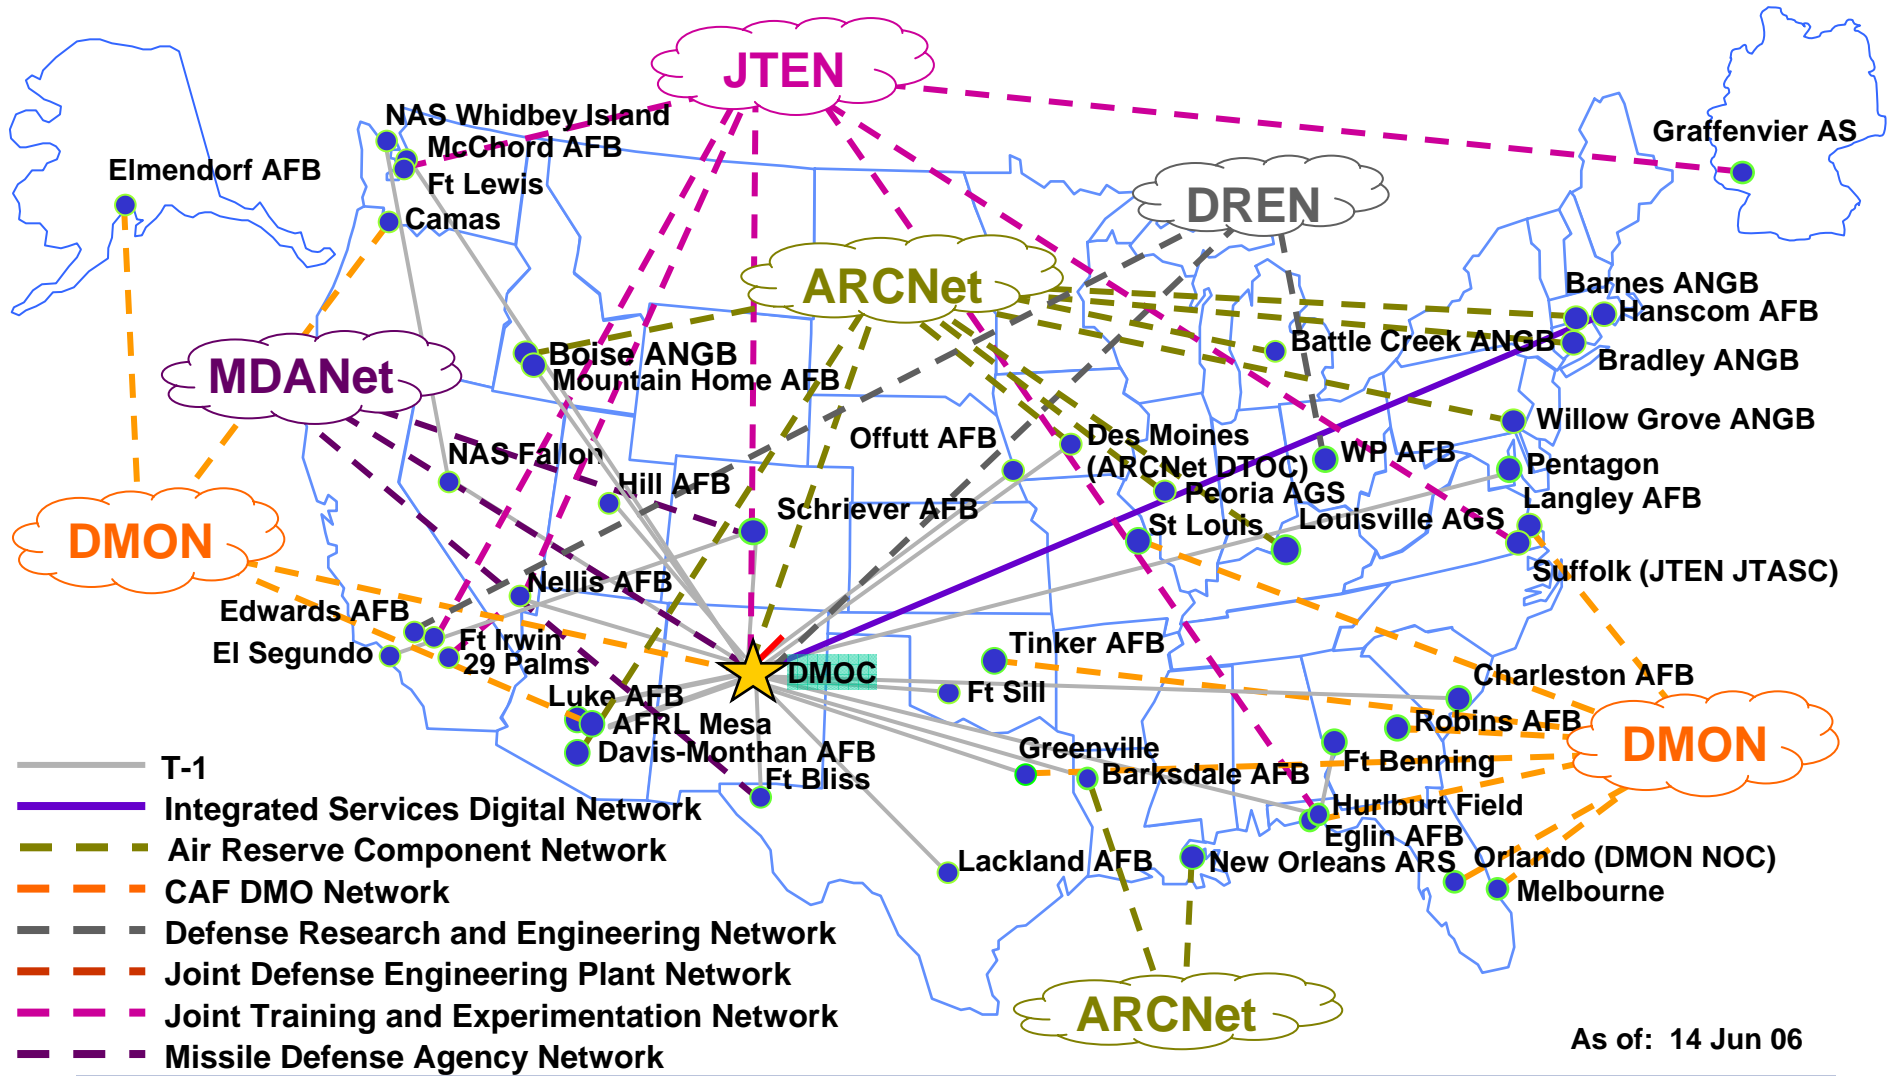 JTEN
NAS Whidbey Island
McChord AFB
Graffenvier AS
Elmendorf AFB
Ft Lewis
DREN
Camas
ARCNet
Barnes ANGB
Hanscom AFB
Battle Creek ANGB
Boise ANGB
Bradley ANGB
MDANet
Mountain Home AFB
Willow Grove ANGB
Offutt AFB
Des Moines
(ARCNet DTOC)
WP AFB
NAS Fallon
Pentagon
Hill AFB
Peoria AGS
Langley AFB
Schriever AFB
St Louis
Louisville AGS
DMON
Suffolk (JTEN JTASC)
Nellis AFB
Edwards AFB
Ft Irwin
Tinker AFB
El Segundo
29 Palms
DMOC
Charleston AFB
Ft Sill
Luke AFB
AFRL Mesa
Robins AFB
DMON
Davis-Monthan AFB
Greenville
Ft Benning
Barksdale AFB
Ft Bliss
T-1
Hurlburt Field
Integrated Services Digital Network
Eglin AFB
Air Reserve Component Network
Lackland AFB
New Orleans ARS
Orlando (DMON NOC)
CAF DMO Network
Melbourne
Defense Research and Engineering Network
Joint Defense Engineering Plant Network
Joint Training and Experimentation Network
ARCNet
Missile Defense Agency Network
As of:  14 Jun 06